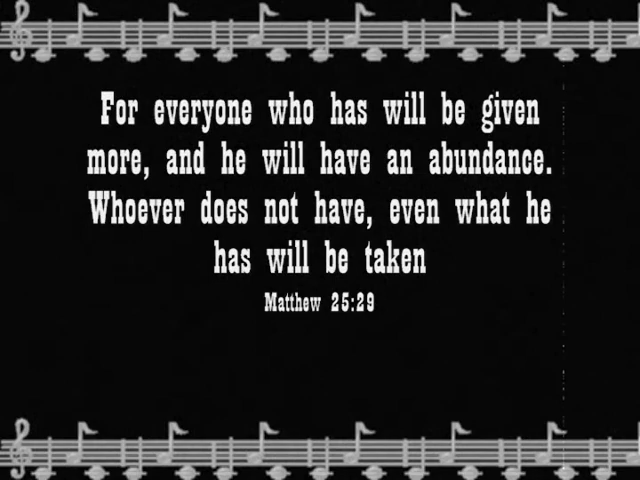 For everyone who has will be given
more, and he will have an abundance.
Whoever does not have, even what he
has will be taken
Matthew 25:29